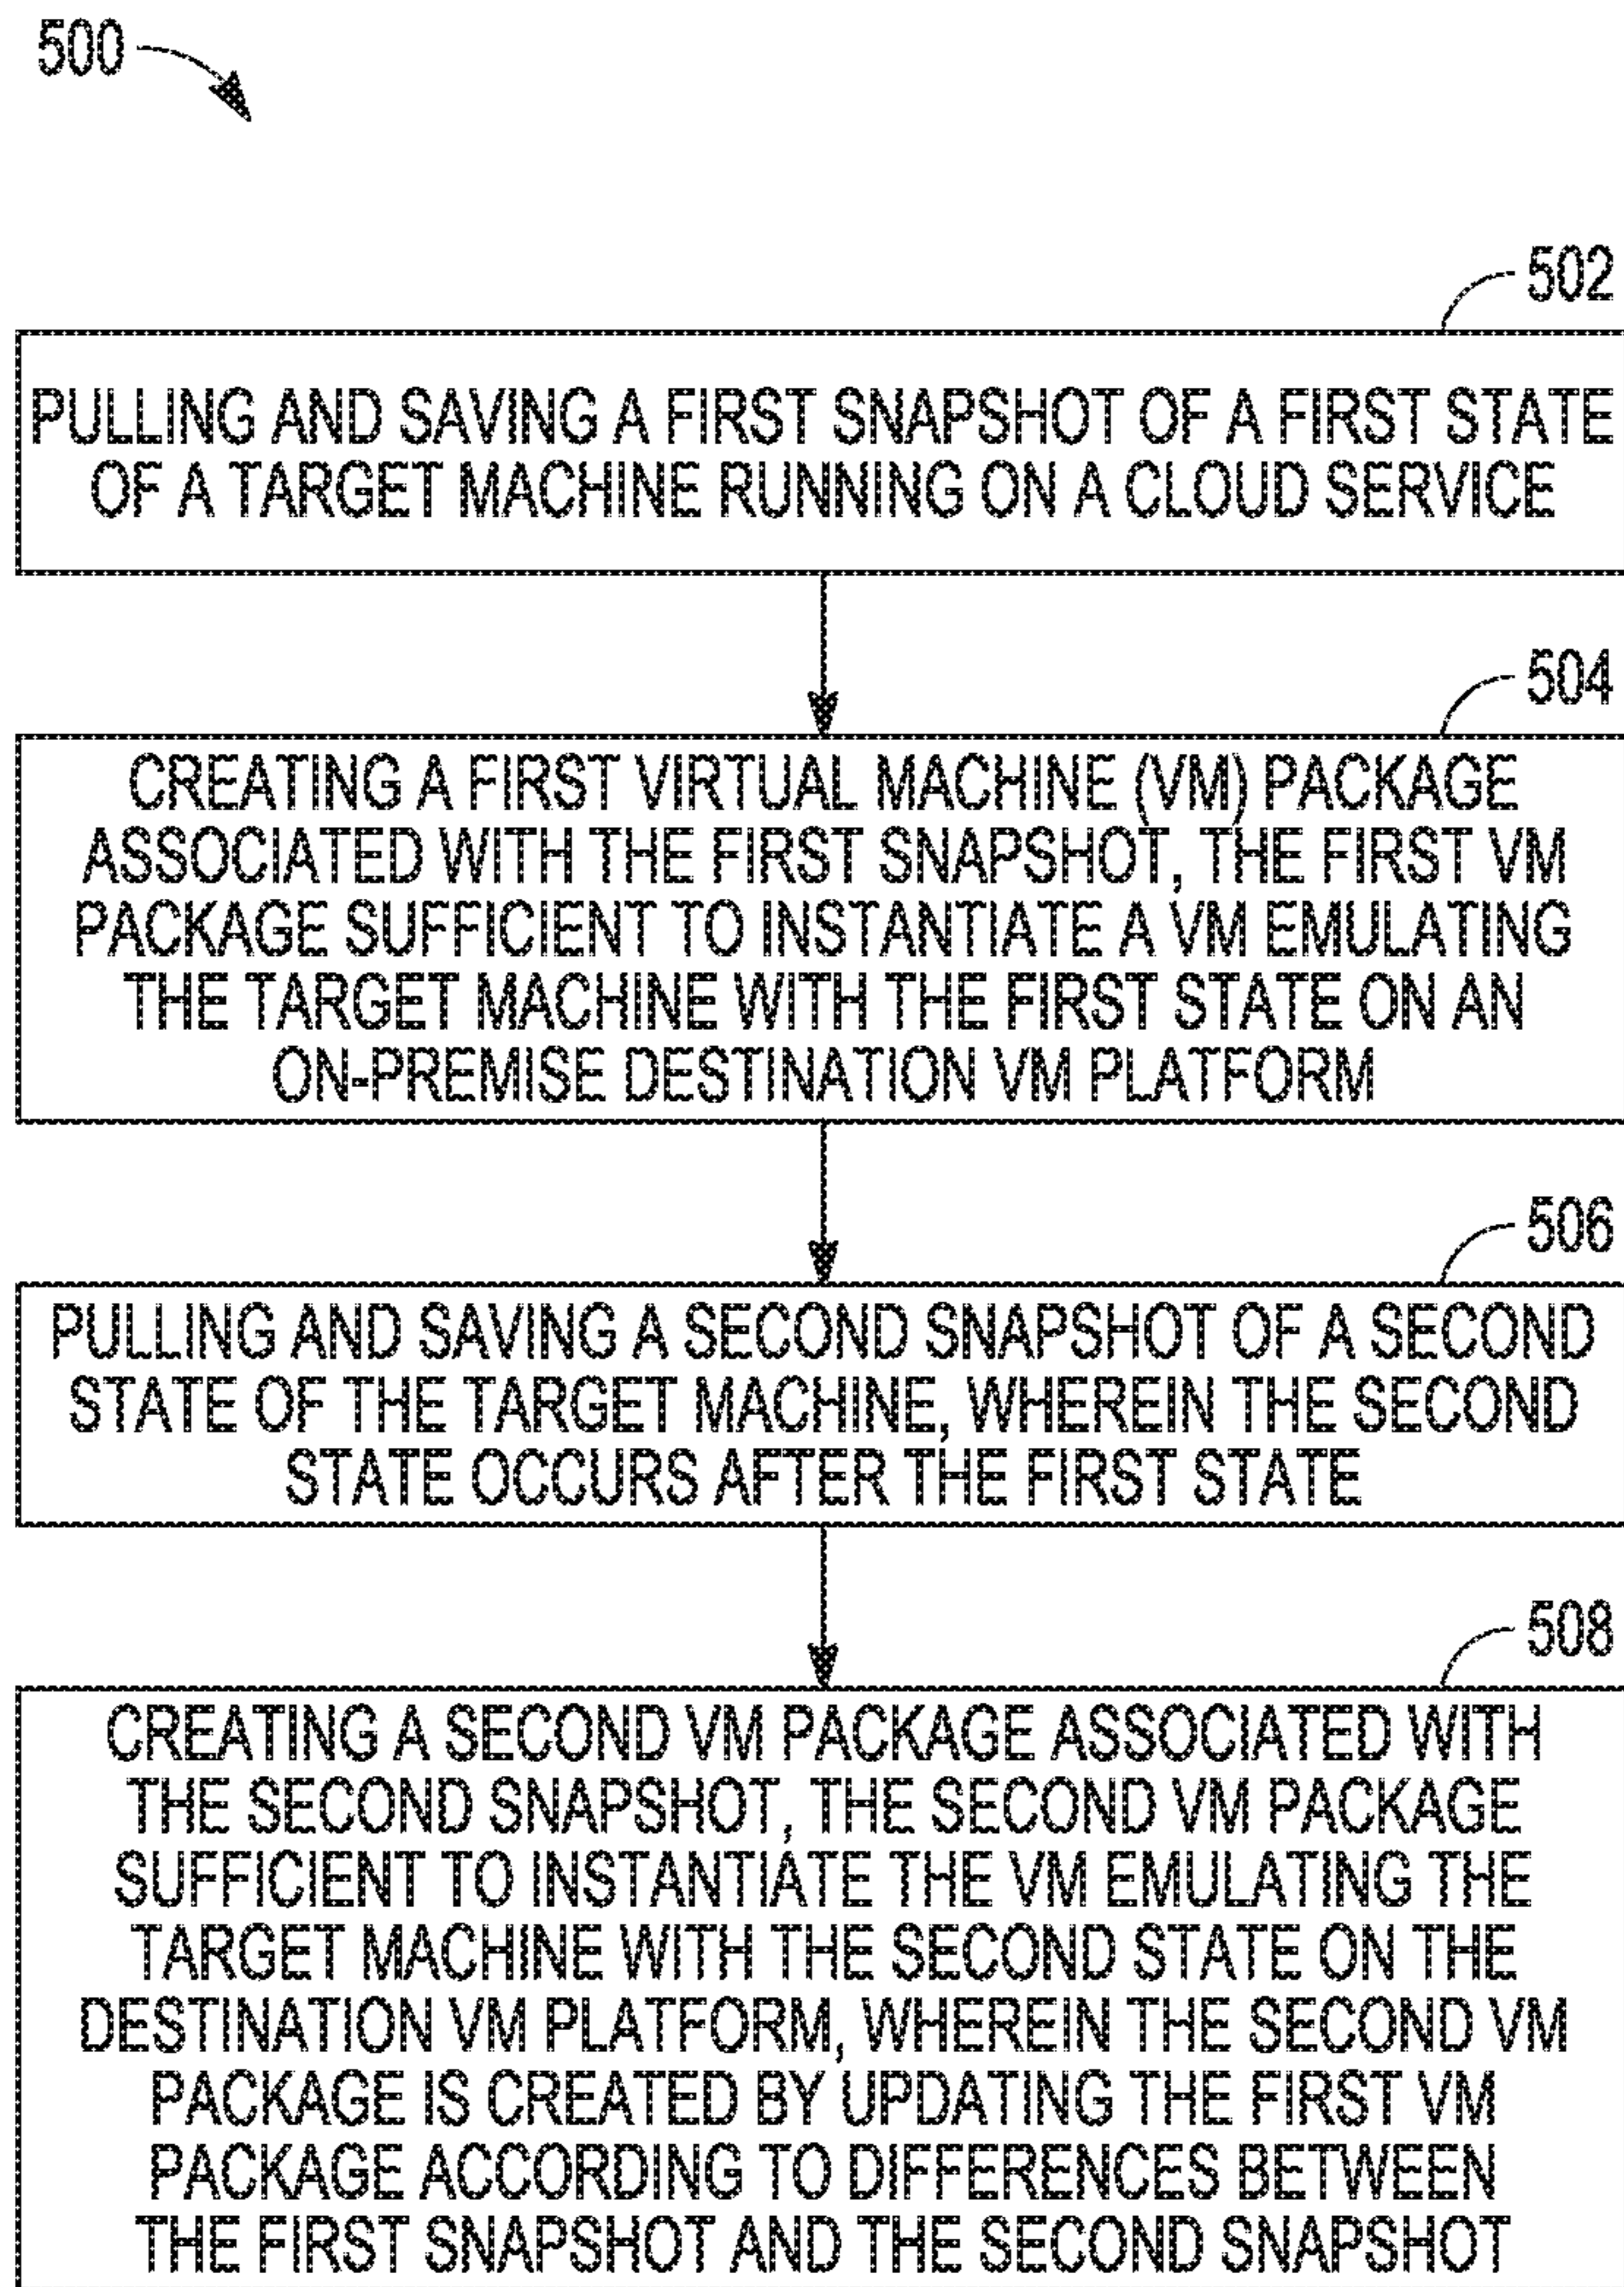 500
502
PULLING AND SAVING A FIRST SNAPSHOT OF A FIRST STATE
OF A TARGET MACHINE RUNNING ON A CLOUD SERVICE
504
CREATING A FIRST VIRTUAL MACHINE (VM) PACKAGE
ASSOCIATED WITH THE FIRST SNAPSHOT, THE FIRST VM
PACKAGE SUFFICIENT TO INSTANTIATE A VM EMULATING
THE TARGET MACHINE WITH THE FIRST STATE ON AN
ON-PREMISE DESTINATION VM PLATFORM
506
PULLING AND SAVING A SECOND SNAPSHOT OF A SECOND
STATE OF THE TARGET MACHINE, WHEREIN THE SECOND
STATE OCCURS AFTER THE FIRST STATE
508
CREATING A SECOND VM PACKAGE ASSOCIATED WITH
THE SECOND SNAPSHOT, THE SECOND VM PACKAGE
SUFFICIENT TO INSTANTIATE THE VM EMULATING THE
TARGET MACHINE WITH THE SECOND STATE ON THE
DESTINATION VM PLATFORM, WHEREIN THE SECOND VM
PACKAGE IS CREATED BY UPDATING THE FIRST VM
PACKAGE ACCORDING TO DIFFERENCES BETWEEN
THE FIRST SNAPSHOT AND THE SECOND SNAPSHOT